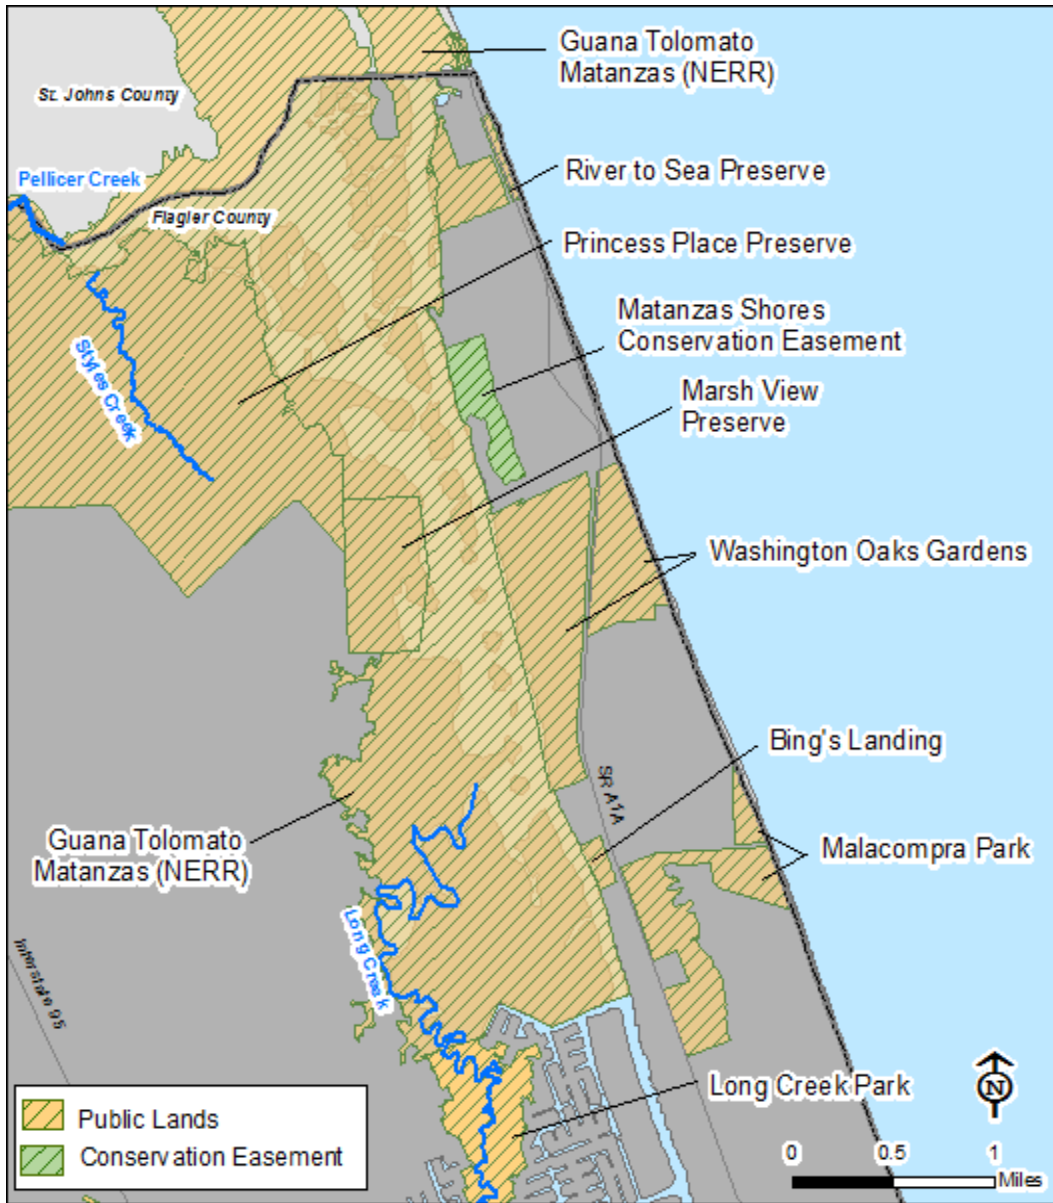 Guana Tolomato
Matanzas (NERR)
St. Johns County
River to Sea Preserve
Pellicer Creek
Flagler County
Princess Place Preserve
Matanzas Shores
Conservation Easement
Styles Creek
Marsh View
Preserve
Washington Oaks Gardens
Bing's Landing
SR A1A
Guana Tolomato
Matanzas (NERR)
Malacompra Park
Long Creek
Interstate 95
Long Creek Park
N
Public Lands
Conservation Easement
0 0.5 1
Miles